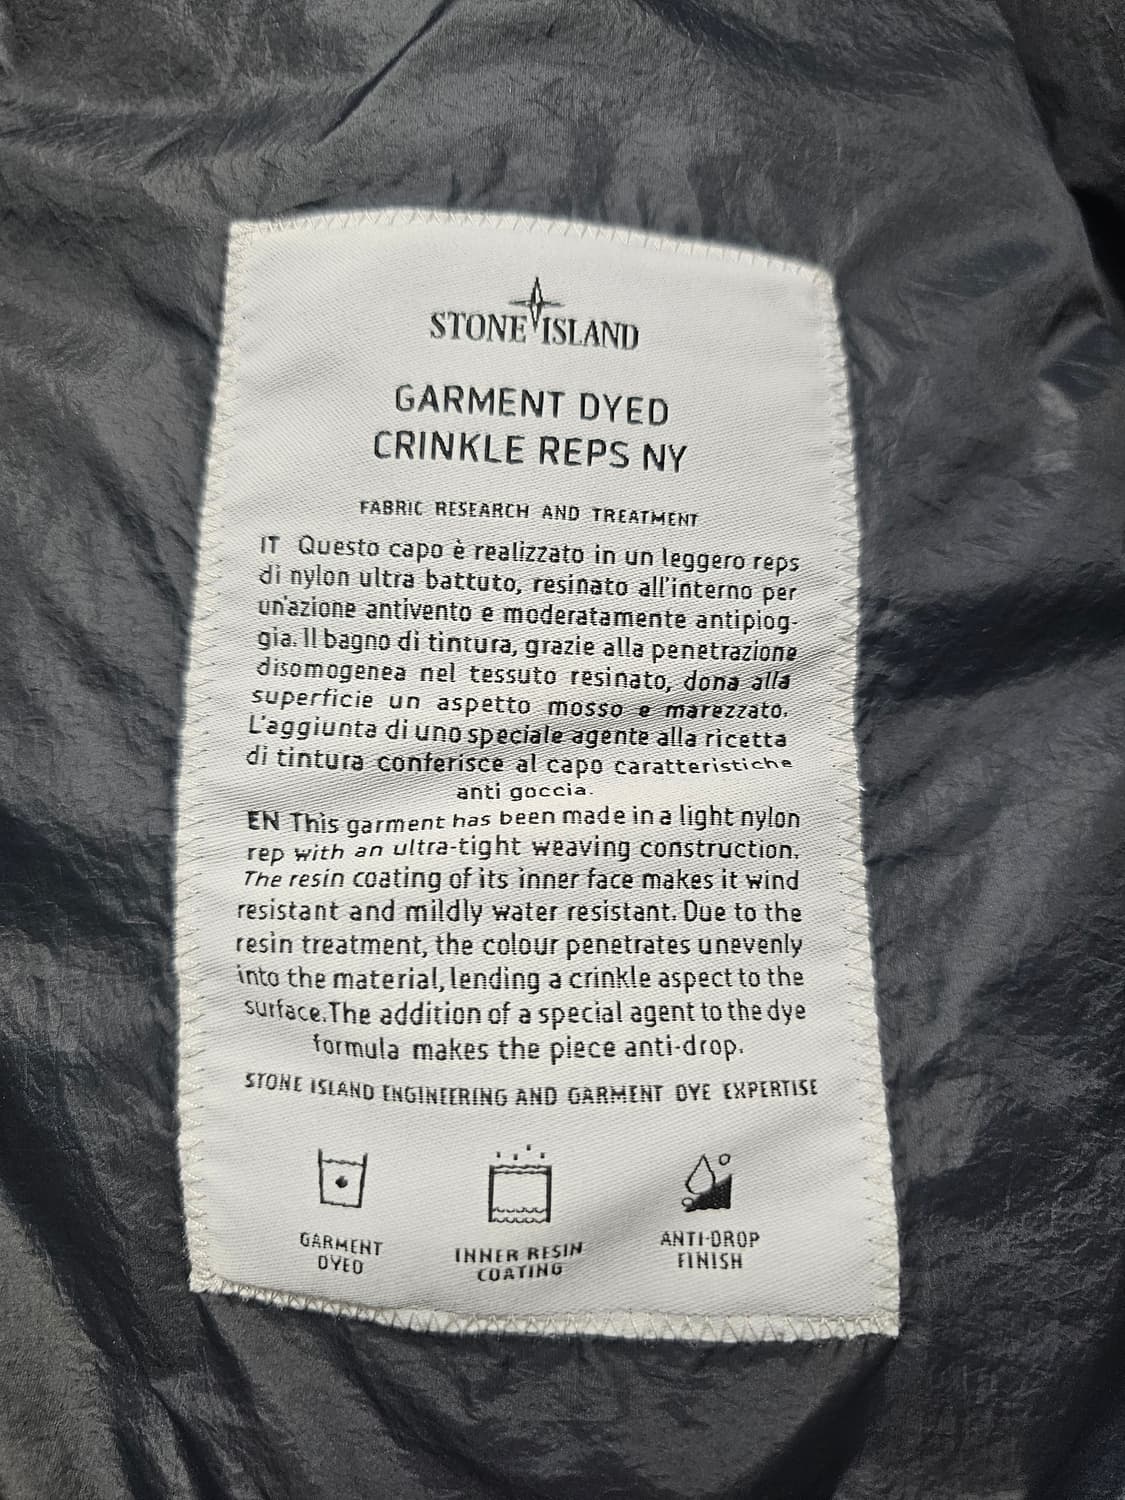 STONE ISLAND
GARMENT DYED
CRINKLE REPS NY
FABRIC RESEARCH AND TREATMENT
IT Questo capo è realizzato in un leggero reps
di nylon ultra battuto, resinato all'interno per
un'azione antivento e moderatamente antipiog-
gia. Il bagno di tintura, grazie alla penetrazione
disomogenea nel tessuto resinato, dona alla
superficie un aspetto mosso e marezzato.
L'aggiunta di uno speciale agente alla ricetta
di tintura conferisce al capo caratteristiche
anti goccia.
EN This garment has been made in a light nylon
rep with an ultra-tight weaving construction.
The resin coating of its inner face makes it wind
resistant and mildly water resistant. Due to the
resin treatment, the colour penetrates unevenly
into the material, lending a crinkle aspect to the
surface.The addition of a special agent to the dye
formula makes the piece anti-drop.
STONE ISLAND ENGINEERING AND GARMENT DYE EXPERTISE
GARMENT
DYED
INNER RESIN
COATING
ANTI-DROP
FINISH